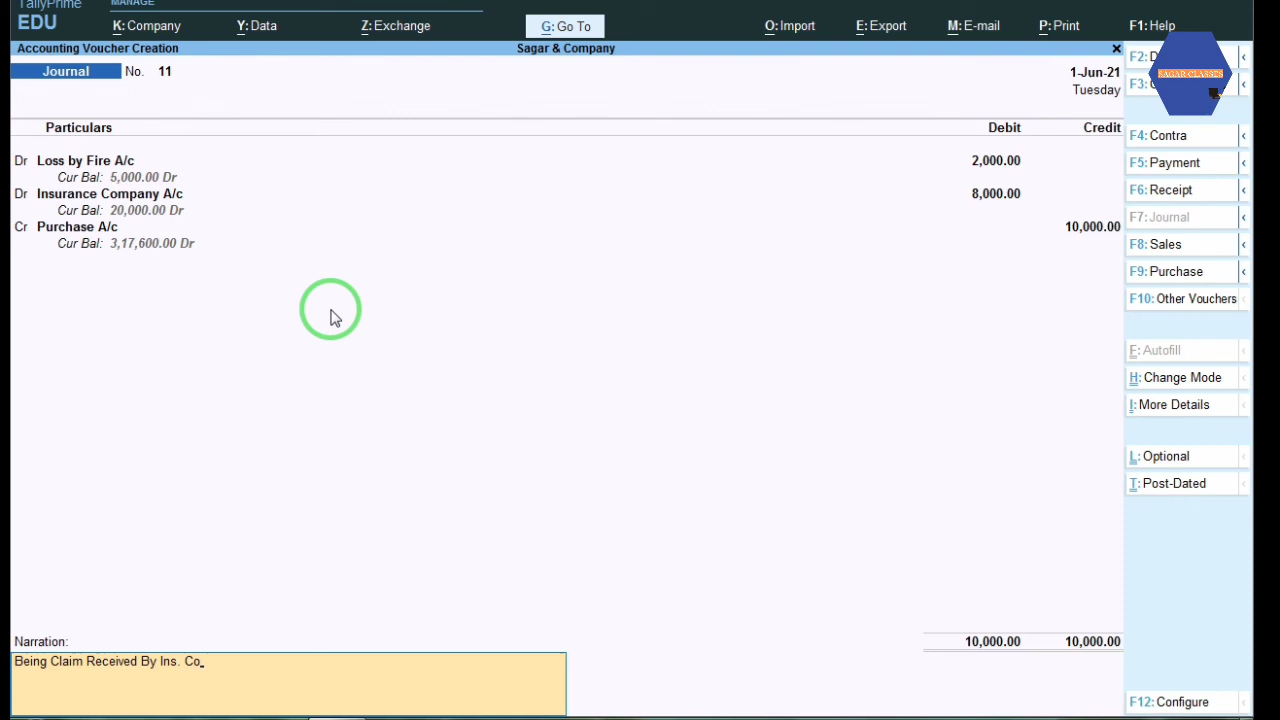 TallyPrime
EDU
MANAGE
K: Company
Y: Data
Z: Exchange
G: Go To
O: Import
E: Export
M: E-mail
P: Print
F1: Help
Accounting Voucher Creation
Sagar & Company
Journal No. 11
1-Jun-21
Tuesday
Particulars Debit Credit
Dr Loss by Fire A/c 2,000.00
Cur Bal: 5,000.00 Dr
Dr Insurance Company A/c 8,000.00
Cur Bal: 20,000.00 Dr
Cr Purchase A/c 10,000.00
Cur Bal: 3,17,600.00 Dr
Narration:
10,000.00 10,000.00
Being Claim Received By Ins. Co
F2:
F3:
SAGAR CLASSES
F4: Contra
F5: Payment
F6: Receipt
F7: Journal
F8: Sales
F9: Purchase
F10: Other Vouchers
F: Autofill
H: Change Mode
I: More Details
L: Optional
T: Post-Dated
F12: Configure